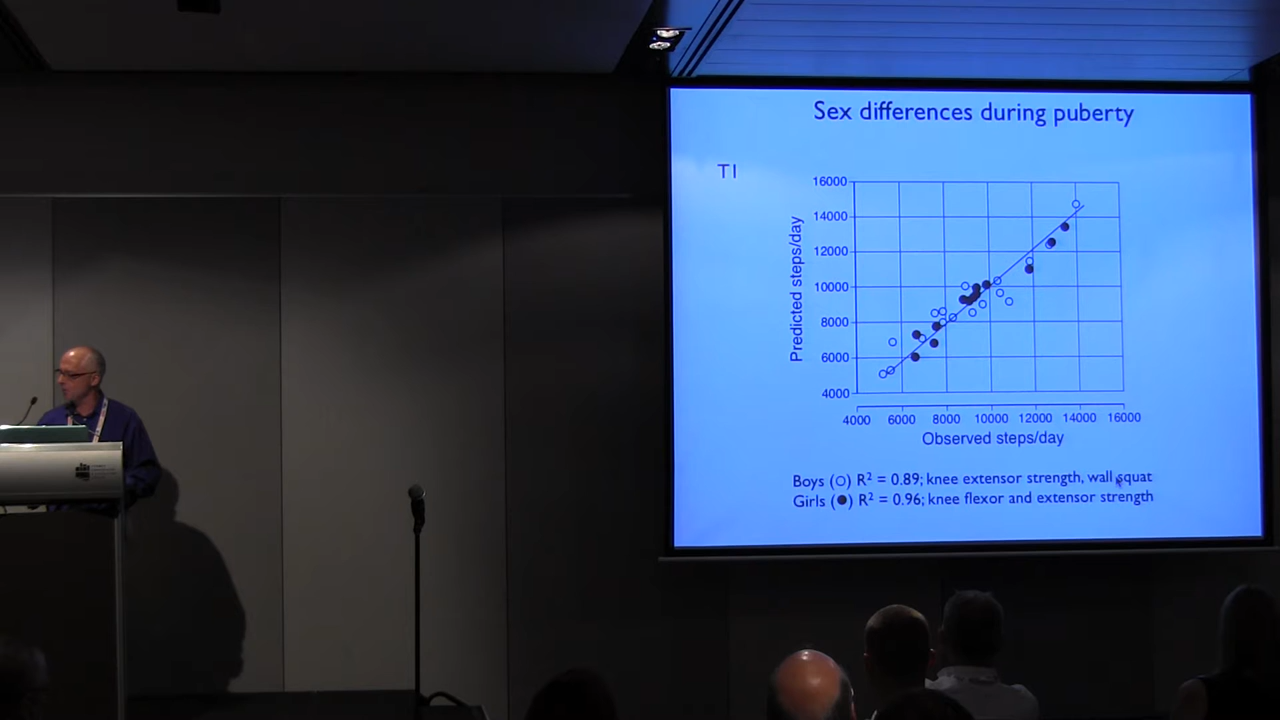 Sex differences during puberty
T1
16000
14000
12000
10000
8000
6000
4000
Predicted steps/day
4000 6000 8000 10000 12000 14000 16000
Observed steps/day
Boys (○) R² = 0.89; knee extensor strength, wall squat
Girls (●) R² = 0.96; knee flexor and extensor strength